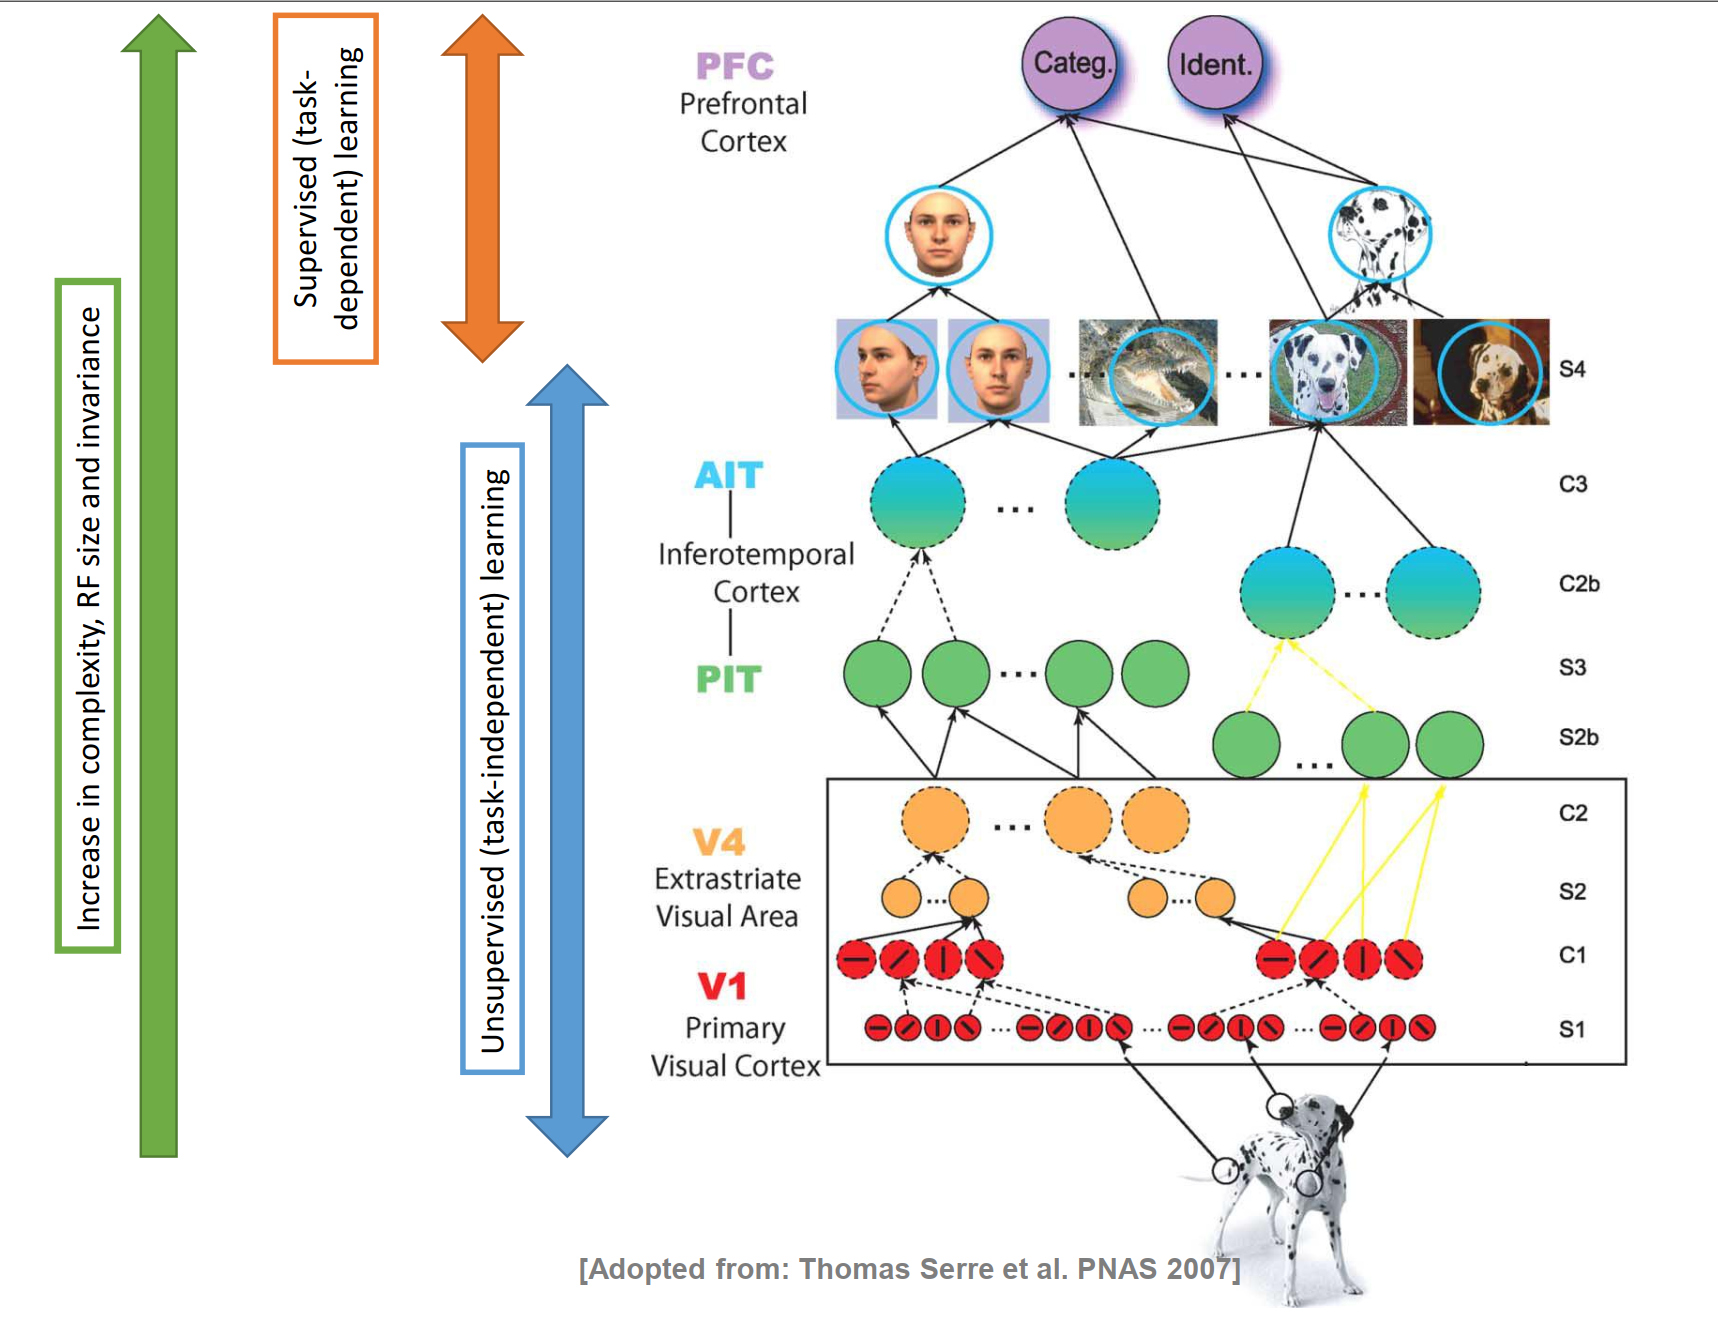 Increase in complexity, RF size and invariance
Supervised (task-
dependent) learning
Unsupervised (task-independent) learning
PFC
Prefrontal
Cortex
Categ.
Ident.
...
...
S4
AIT
Inferotemporal
Cortex
PIT
...
C3
...
C2b
...
S3
...
S2b
V4
Extrastriate
Visual Area
...
C2
...
...
S2
V1
Primary
Visual Cortex
C1
...
...
...
S1
[Adopted from: Thomas Serre et al. PNAS 2007]